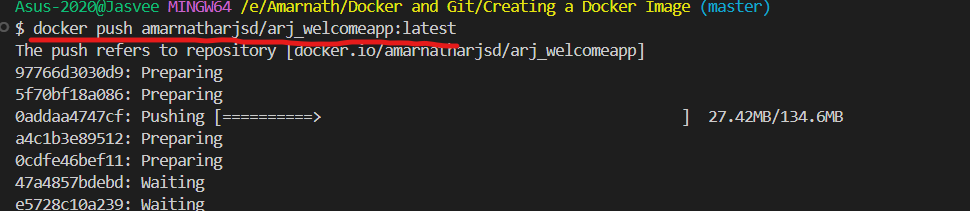 Asus-2020@Jasvee MINGW64 /e/Amarnath/Docker and Git/Creating a Docker Image (master)
$ docker push amarnatharjsd/arj_welcomeapp:latest
The push refers to repository [docker.io/amarnatharjsd/arj_welcomeapp]
97766d3030d9: Preparing
5f70bf18a086: Preparing
0addaa4747cf: Pushing [==========>                                        ]  27.42MB/134.6MB
a4c1b3e89512: Preparing
0cdfe46bef11: Preparing
47a4857bdebd: Waiting
e5728c10a239: Waiting